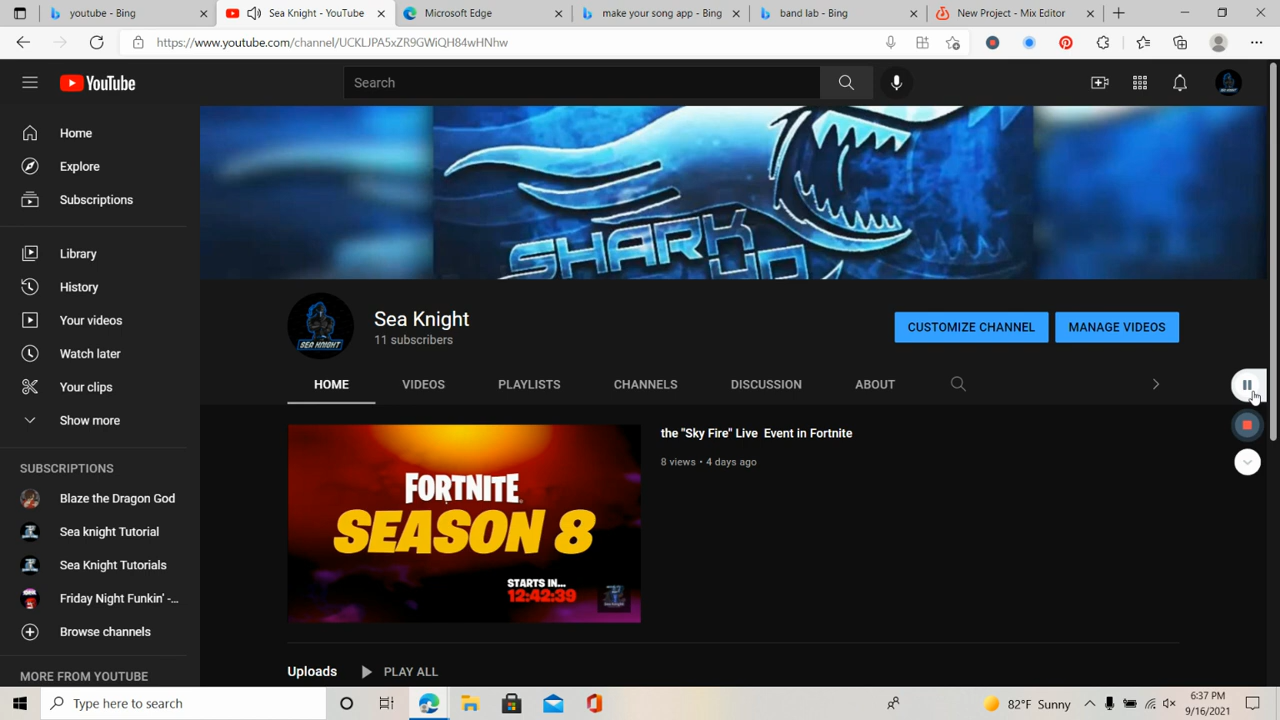 youtube - Bing
Sea Knight - YouTube
Microsoft Edge
make your song app - Bing
band lab - Bing
New Project - Mix Editor
https://www.youtube.com/channel/UCKLJPA5xZR9GWiQH84wHNhw
YouTube
Search
Home
Explore
Subscriptions
Library
History
Your videos
Watch later
Your clips
Show more
SUBSCRIPTIONS
Blaze the Dragon God
Sea knight Tutorial
Sea Knight Tutorials
Friday Night Funkin' -...
Browse channels
MORE FROM YOUTUBE
SHARK
SEA KNIGHT
Sea Knight
11 subscribers
CUSTOMIZE CHANNEL
MANAGE VIDEOS
HOME
VIDEOS
PLAYLISTS
CHANNELS
DISCUSSION
ABOUT
FORTNITE
SEASON 8
STARTS IN...
12:42:39
the "Sky Fire" Live Event in Fortnite
8 views • 4 days ago
Uploads
PLAY ALL
Type here to search
82°F Sunny
6:37 PM
9/16/2021